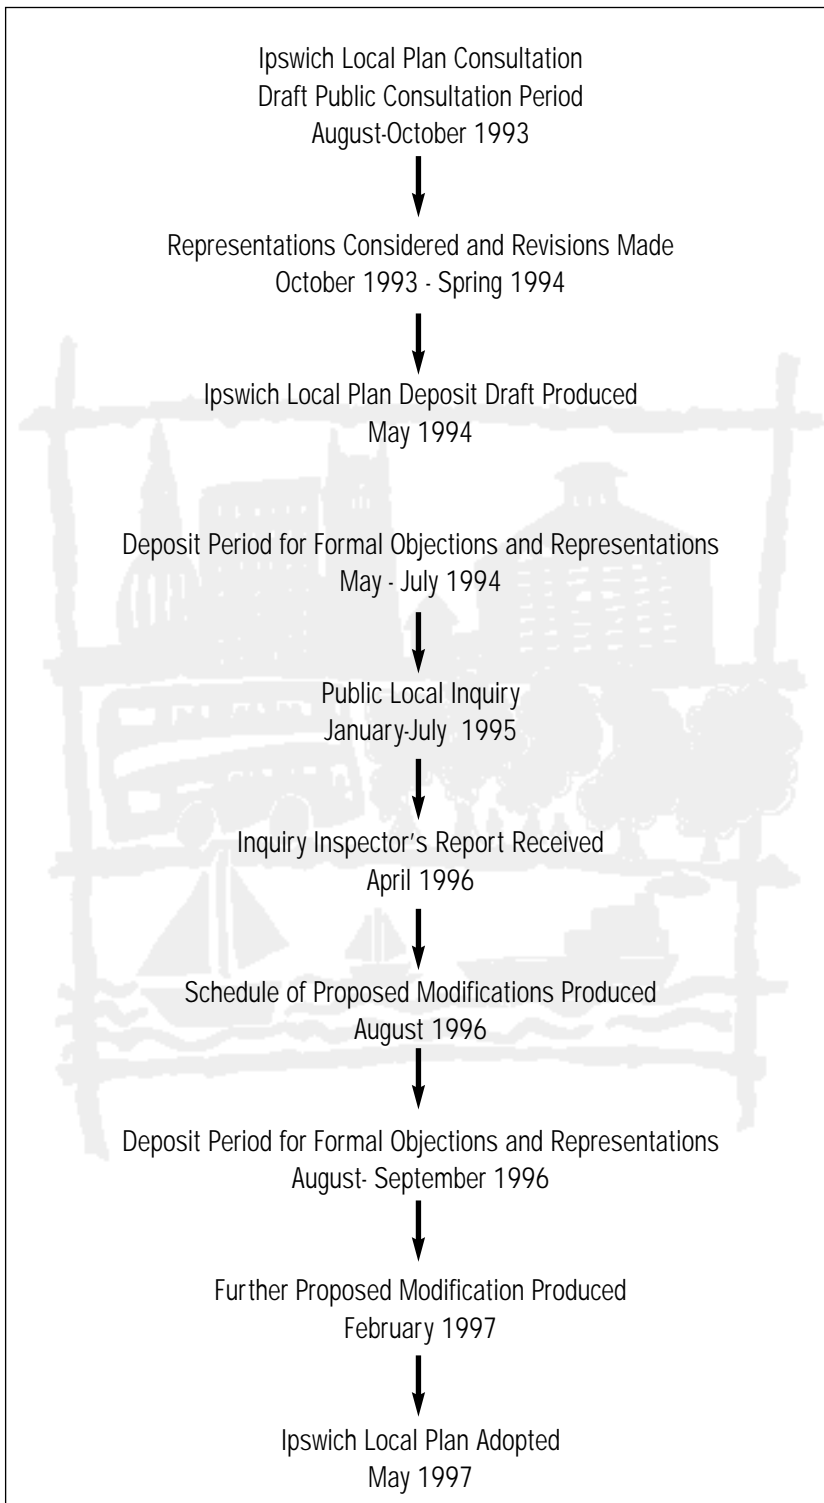 Ipswich Local Plan Consultation
Draft Public Consultation Period
August-October 1993
Representations Considered and Revisions Made
October 1993 - Spring 1994
Ipswich Local Plan Deposit Draft Produced
May 1994
Deposit Period for Formal Objections and Representations
May - July 1994
Public Local Inquiry
January-July 1995
Inquiry Inspector's Report Received
April 1996
Schedule of Proposed Modifications Produced
August 1996
Deposit Period for Formal Objections and Representations
August- September 1996
Further Proposed Modification Produced
February 1997
Ipswich Local Plan Adopted
May 1997